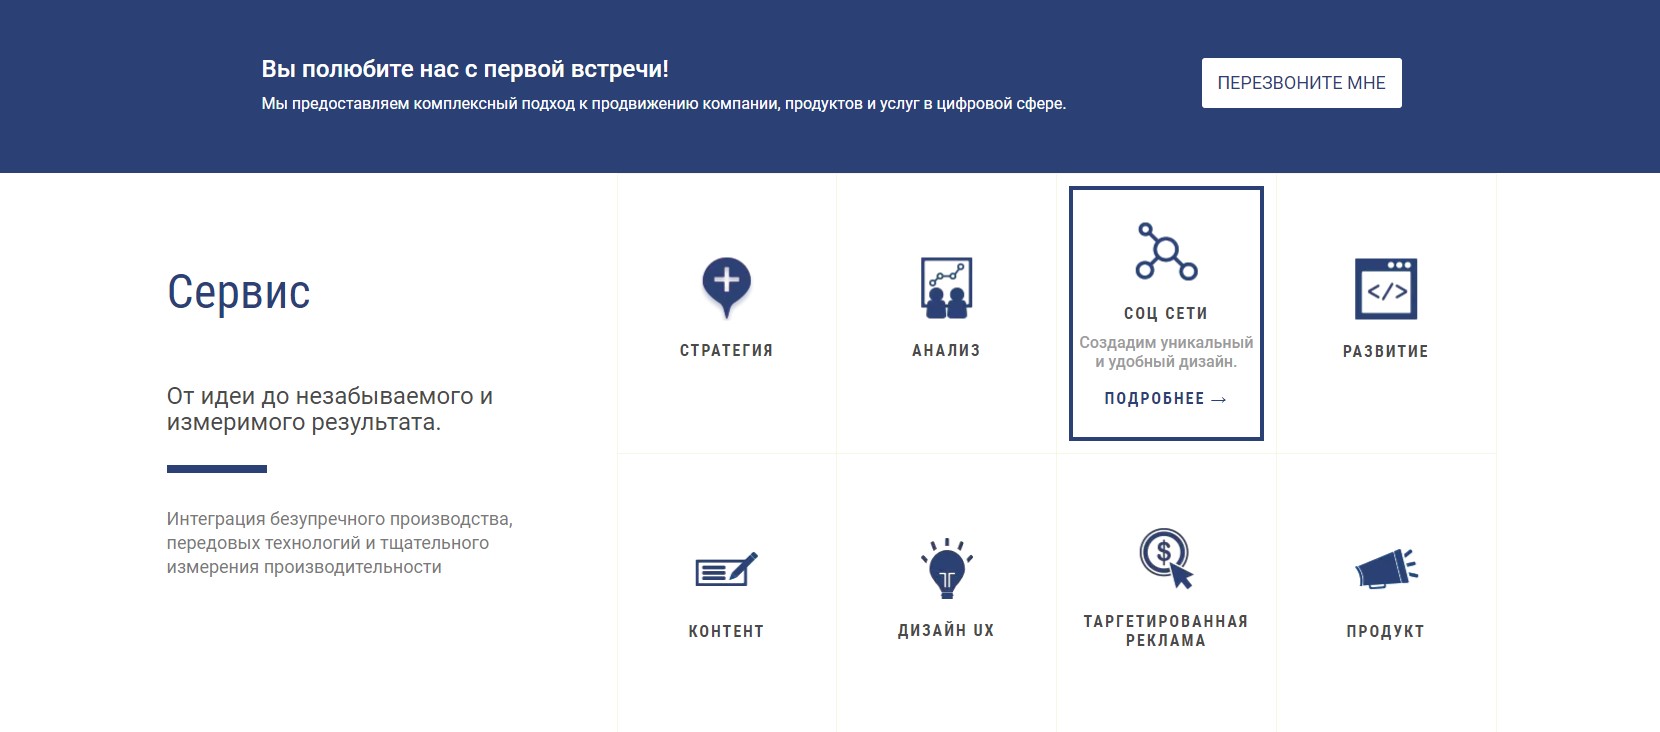 Вы полюбите нас с первой встречи!
Мы предоставляем комплексный подход к продвижению компании, продуктов и услуг в цифровой сфере.
ПЕРЕЗВОНИТЕ МНЕ
Сервис
От идеи до незабываемого и
измеримого результата.
Интеграция безупречного производства,
передовых технологий и тщательного
измерения производительности
СТРАТЕГИЯ
АНАЛИЗ
СОЦ СЕТИ
Создадим уникальный
и удобный дизайн.
ПОДРОБНЕЕ →
РАЗВИТИЕ
КОНТЕНТ
ДИЗАЙН UX
ТАРГЕТИРОВАННАЯ
РЕКЛАМА
ПРОДУКТ